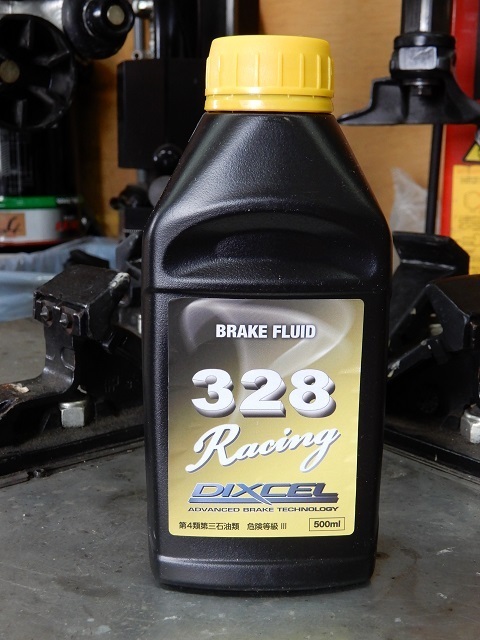 BRAKE FLUID
328
Racing
DIXCEL
ADVANCED BRAKE TECHNOLOGY
第4類第三石油類 危険等級 III
500ml